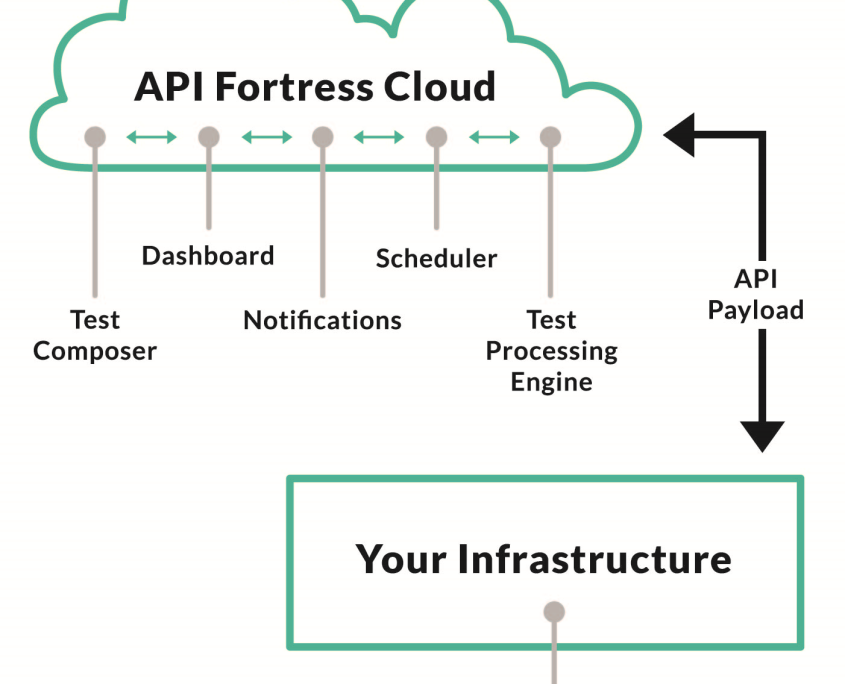 API Fortress Cloud
Dashboard
Scheduler
Test
Composer
Notifications
Test
Processing
Engine
API
Payload
Your Infrastructure